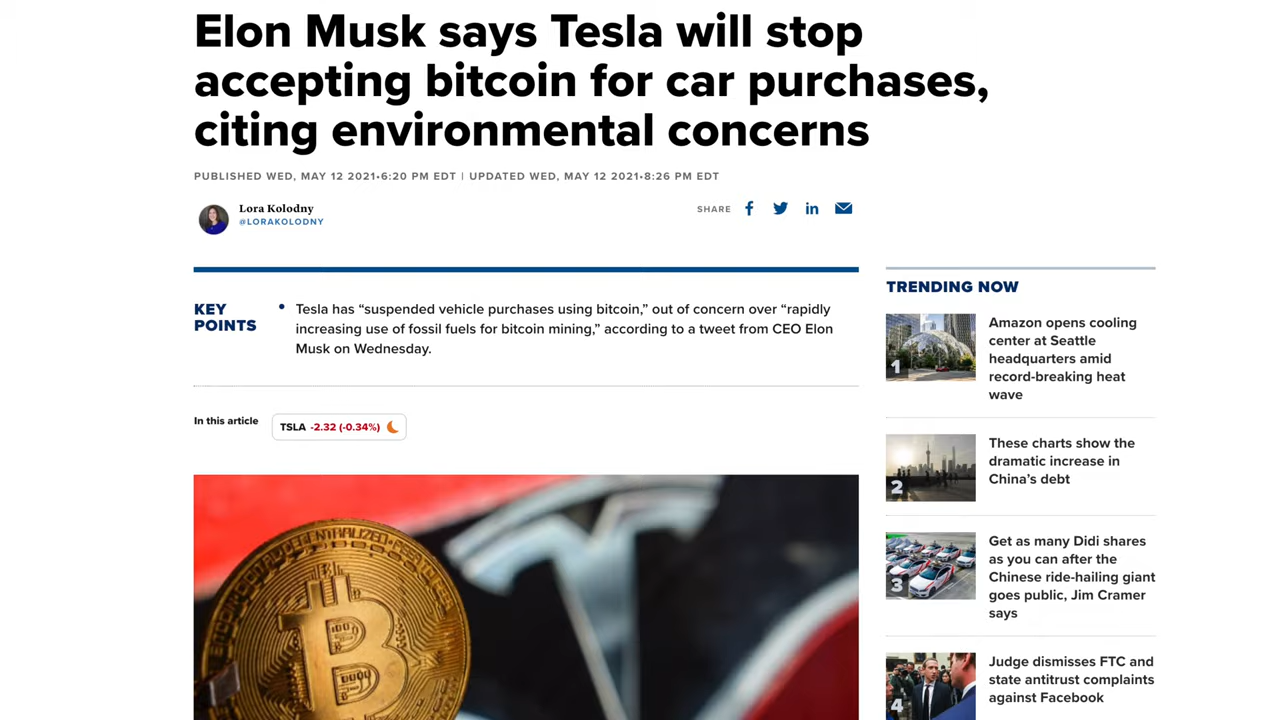 Elon Musk says Tesla will stop
accepting bitcoin for car purchases,
citing environmental concerns
PUBLISHED WED, MAY 12 2021•6:20 PM EDT | UPDATED WED, MAY 12 2021•8:26 PM EDT
Lora Kolodny
@LORAKOLODNY
SHARE
KEY
POINTS
• Tesla has “suspended vehicle purchases using bitcoin,” out of concern over “rapidly
increasing use of fossil fuels for bitcoin mining,” according to a tweet from CEO Elon
Musk on Wednesday.
In this article
TSLA -2.32 (-0.34%)
DECENTRALIZED
TRENDING NOW
1
Amazon opens cooling
center at Seattle
headquarters amid
record-breaking heat
wave
2
These charts show the
dramatic increase in
China’s debt
3
Get as many Didi shares
as you can after the
Chinese ride-hailing giant
goes public, Jim Cramer
says
4
Judge dismisses FTC and
state antitrust complaints
against Facebook